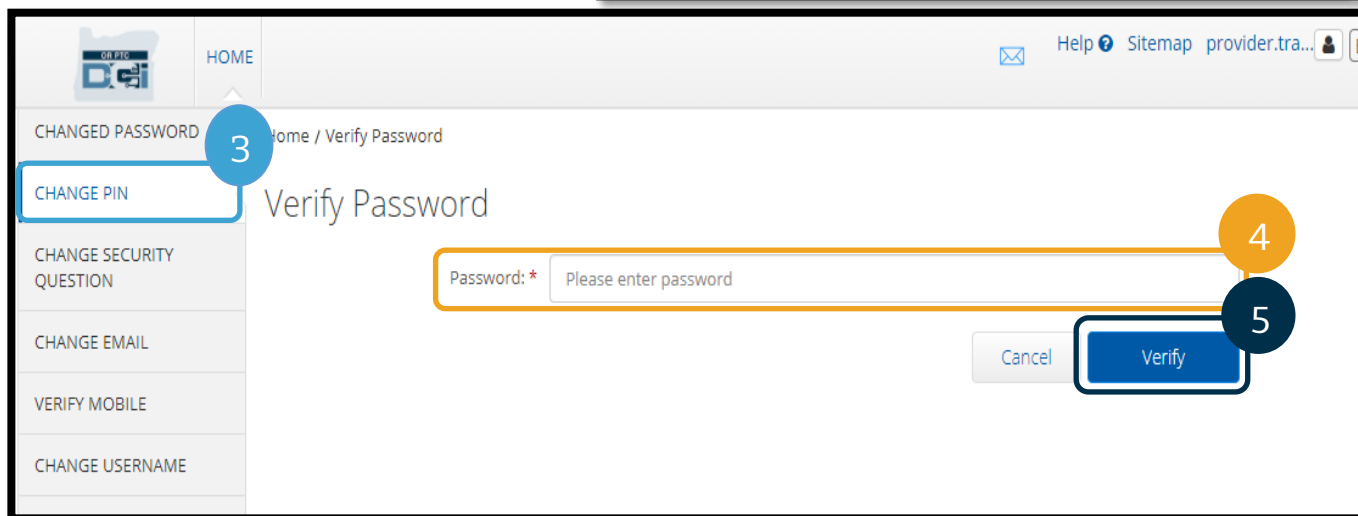 OR PTC
DCi
HOME
Help ? Sitemap provider.tra...
CHANGED PASSWORD
3
Home / Verify Password
CHANGE PIN
Verify Password
4
CHANGE SECURITY
QUESTION
Password: * Please enter password
5
CHANGE EMAIL
Cancel Verify
VERIFY MOBILE
CHANGE USERNAME